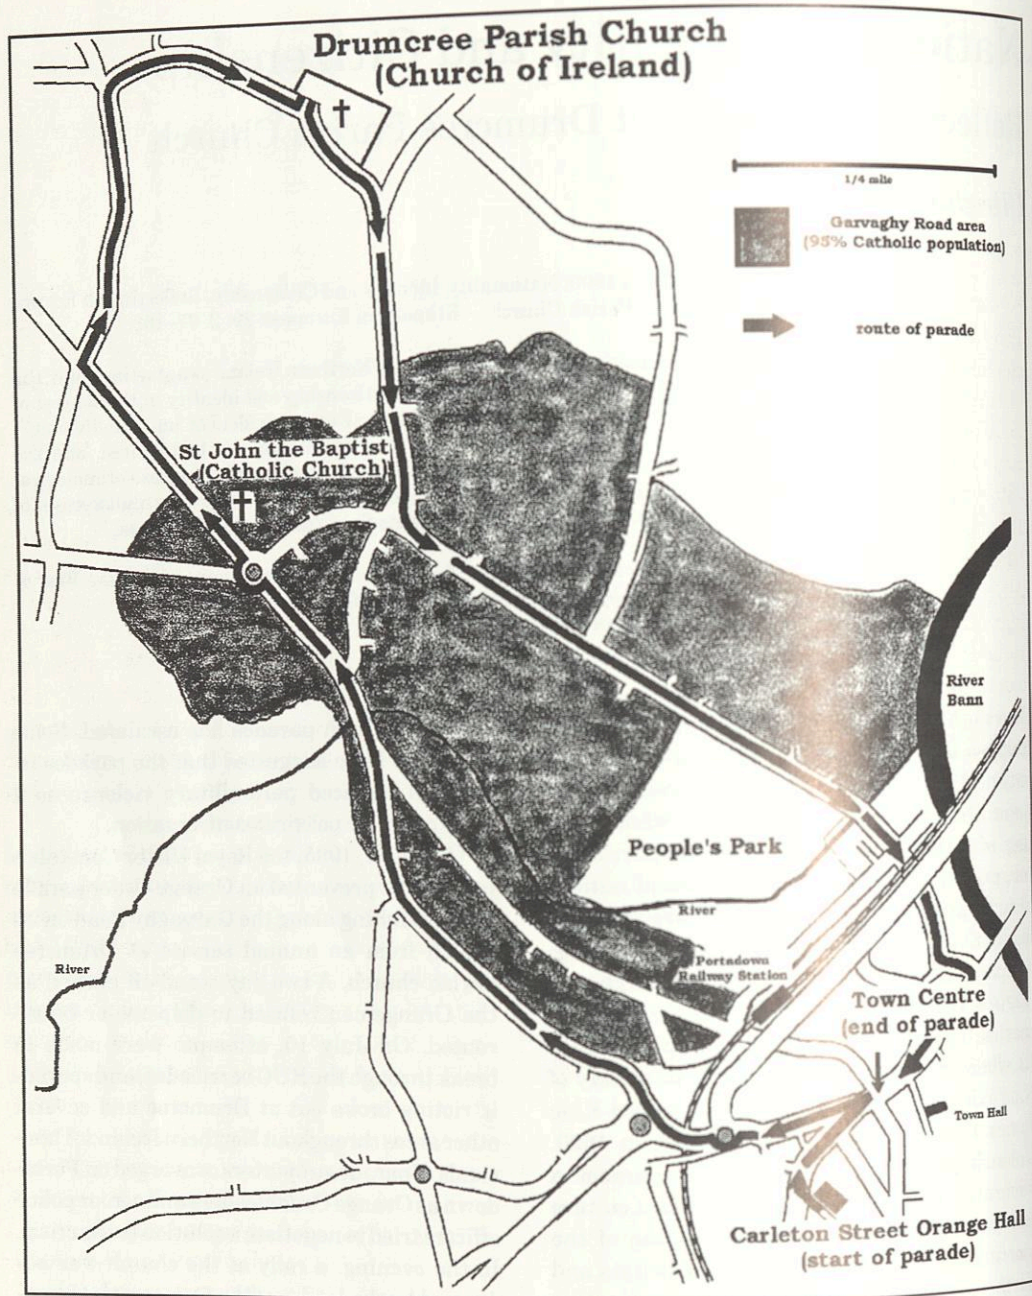 Drumcree Parish Church
(Church of Ireland)
1/4 mile
Garvaghy Road area
(95% Catholic population)
route of parade
St John the Baptist
(Catholic Church)
River
Bann
People's Park
River
Portadown
Railway Station
River
Town Centre
(end of parade)
Town Hall
Carleton Street Orange Hall
(start of parade)